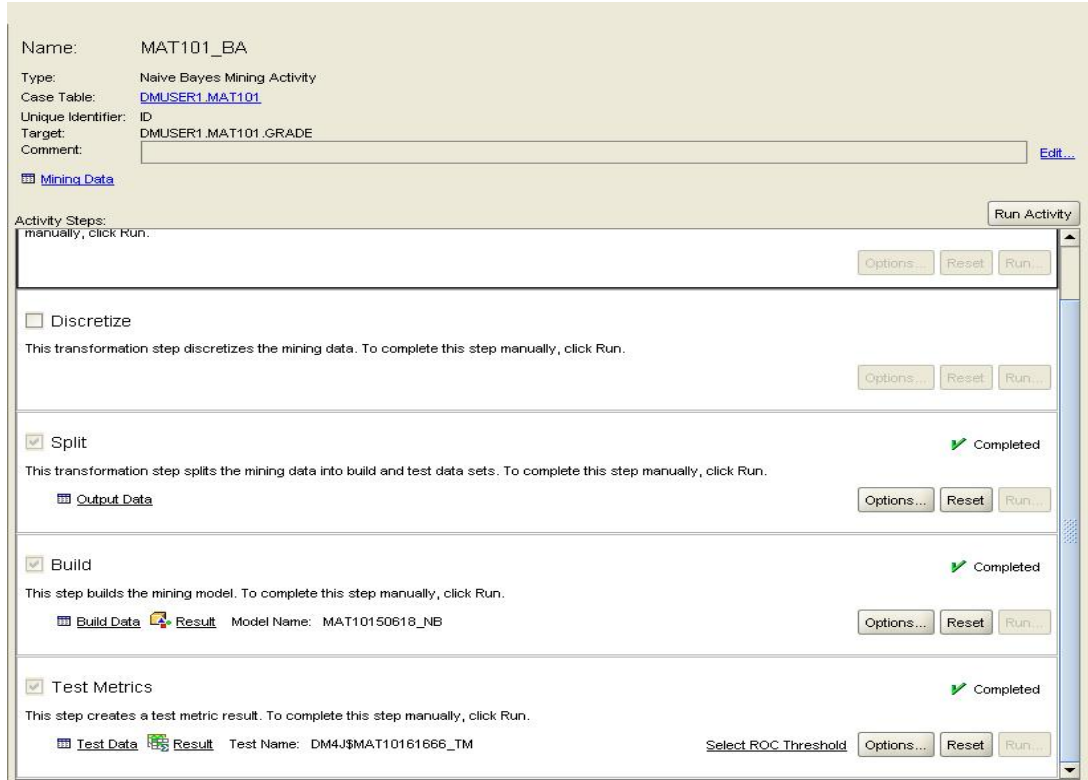 Name: MAT101_BA
Type: Naive Bayes Mining Activity
Case Table: DMUSER1.MAT101
Unique Identifier: ID
Target: DMUSER1.MAT101.GRADE
Comment:
Edit...
Mining Data
Run Activity
Activity Steps:
manually, click Run.
Options... Reset Run...
Discretize
This transformation step discretizes the mining data. To complete this step manually, click Run.
Options... Reset Run...
Split Completed
This transformation step splits the mining data into build and test data sets. To complete this step manually, click Run.
Output Data Options... Reset Run...
Build Completed
This step builds the mining model. To complete this step manually, click Run.
Build Data Result Model Name: MAT10150618_NB Options... Reset Run...
Test Metrics Completed
This step creates a test metric result. To complete this step manually, click Run.
Test Data Result Test Name: DM4J$MAT10161666_TM Select ROC Threshold Options... Reset Run...